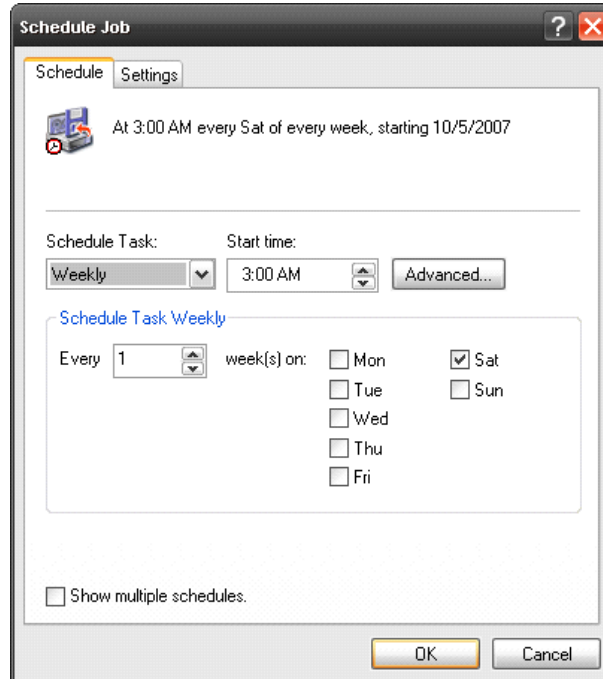 Schedule Job
Schedule Settings
At 3:00 AM every Sat of every week, starting 10/5/2007
Schedule Task: Start time:
Weekly 3:00 AM Advanced...
Schedule Task Weekly
Every 1 week(s) on: Mon Sat
Tue Sun
Wed
Thu
Fri
Show multiple schedules.
OK Cancel